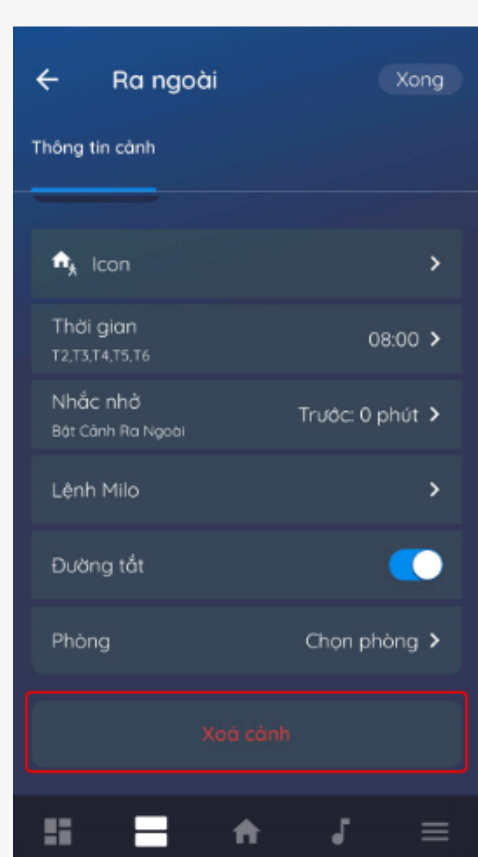 Ra ngoài
Xong
Thông tin cảnh
Icon
Thời gian
08:00
T2,T3,T4,T5,T6
Nhắc nhở
Trước: 0 phút
Bật Cảnh Ra Ngoài
Lệnh Milo
Đường tắt
Phòng
Chọn phòng
Xoá cảnh